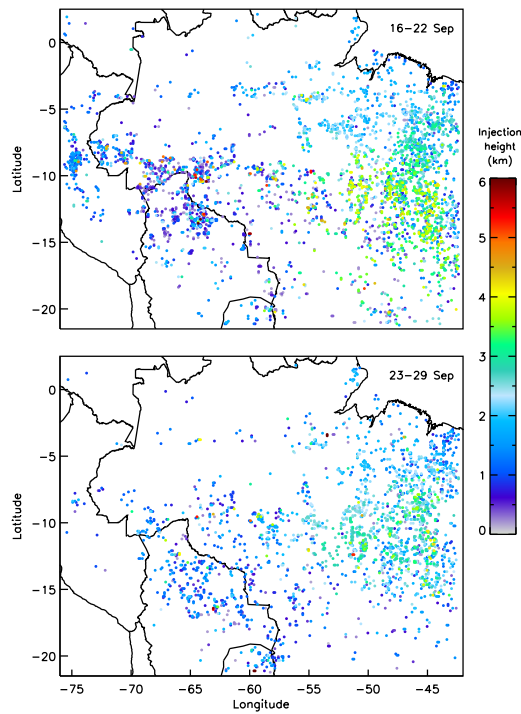 16−22 Sep
0
−5
−10
−15
−20
Latitude
Injection
height
(km)
6
5
4
3
2
1
0
23−29 Sep
0
−5
−10
−15
−20
Latitude
−75 −70 −65 −60 −55 −50 −45
Longitude